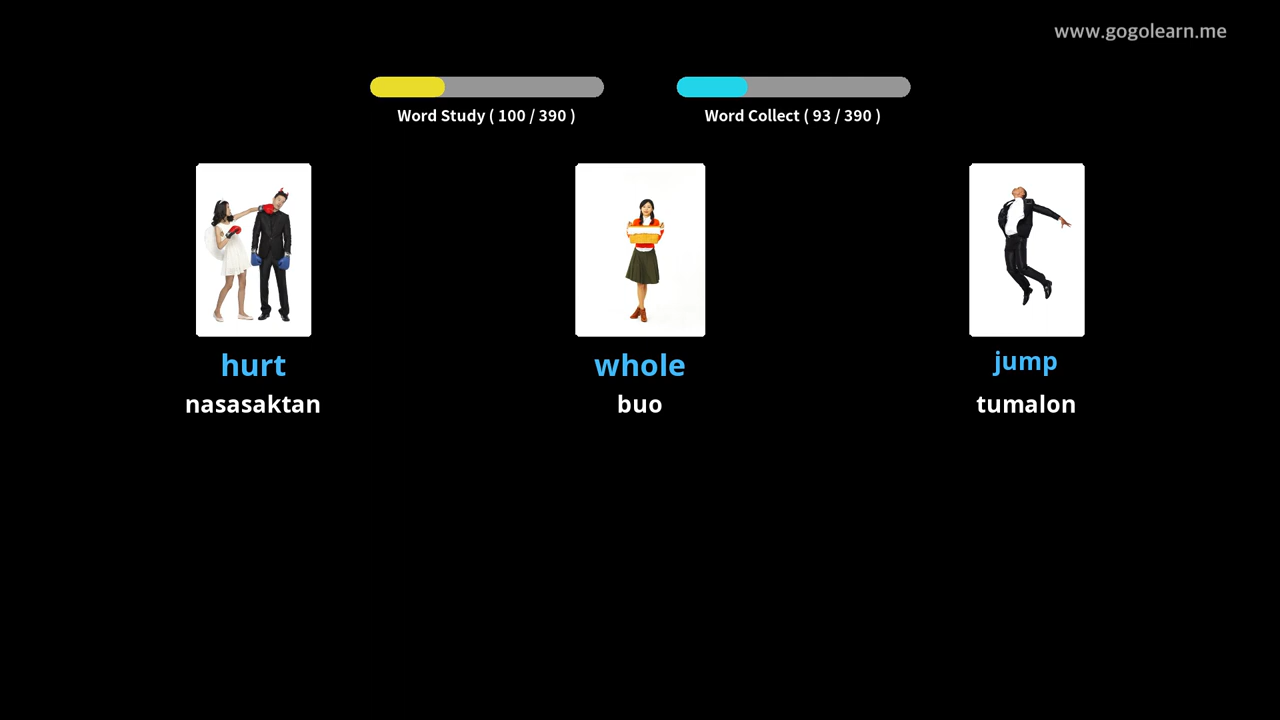 www.gogolearn.me
Word Study ( 100 / 390 )
Word Collect ( 93 / 390 )
hurt
nasasaktan
whole
buo
jump
tumalon